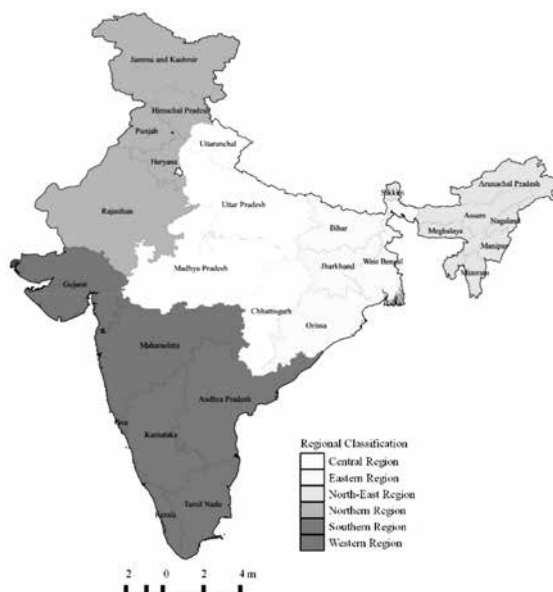 Jammu and Kashmir
Himachal Pradesh
Punjab
Uttaranchal
Haryana
Rajasthan
Uttar Pradesh
Sikkim
Arunachal Pradesh
Assam
Nagaland
Meghalaya
Manipur
Mizoram
Bihar
Jharkhand
West Bengal
Gujarat
Madhya Pradesh
Chhattisgarh
Orissa
Maharashtra
Andhra Pradesh
Goa
Karnataka
Tamil Nadu
Kerala
Regional Classification
Central Region
Eastern Region
North-East Region
Northern Region
Southern Region
Western Region
2 0 2 4 m